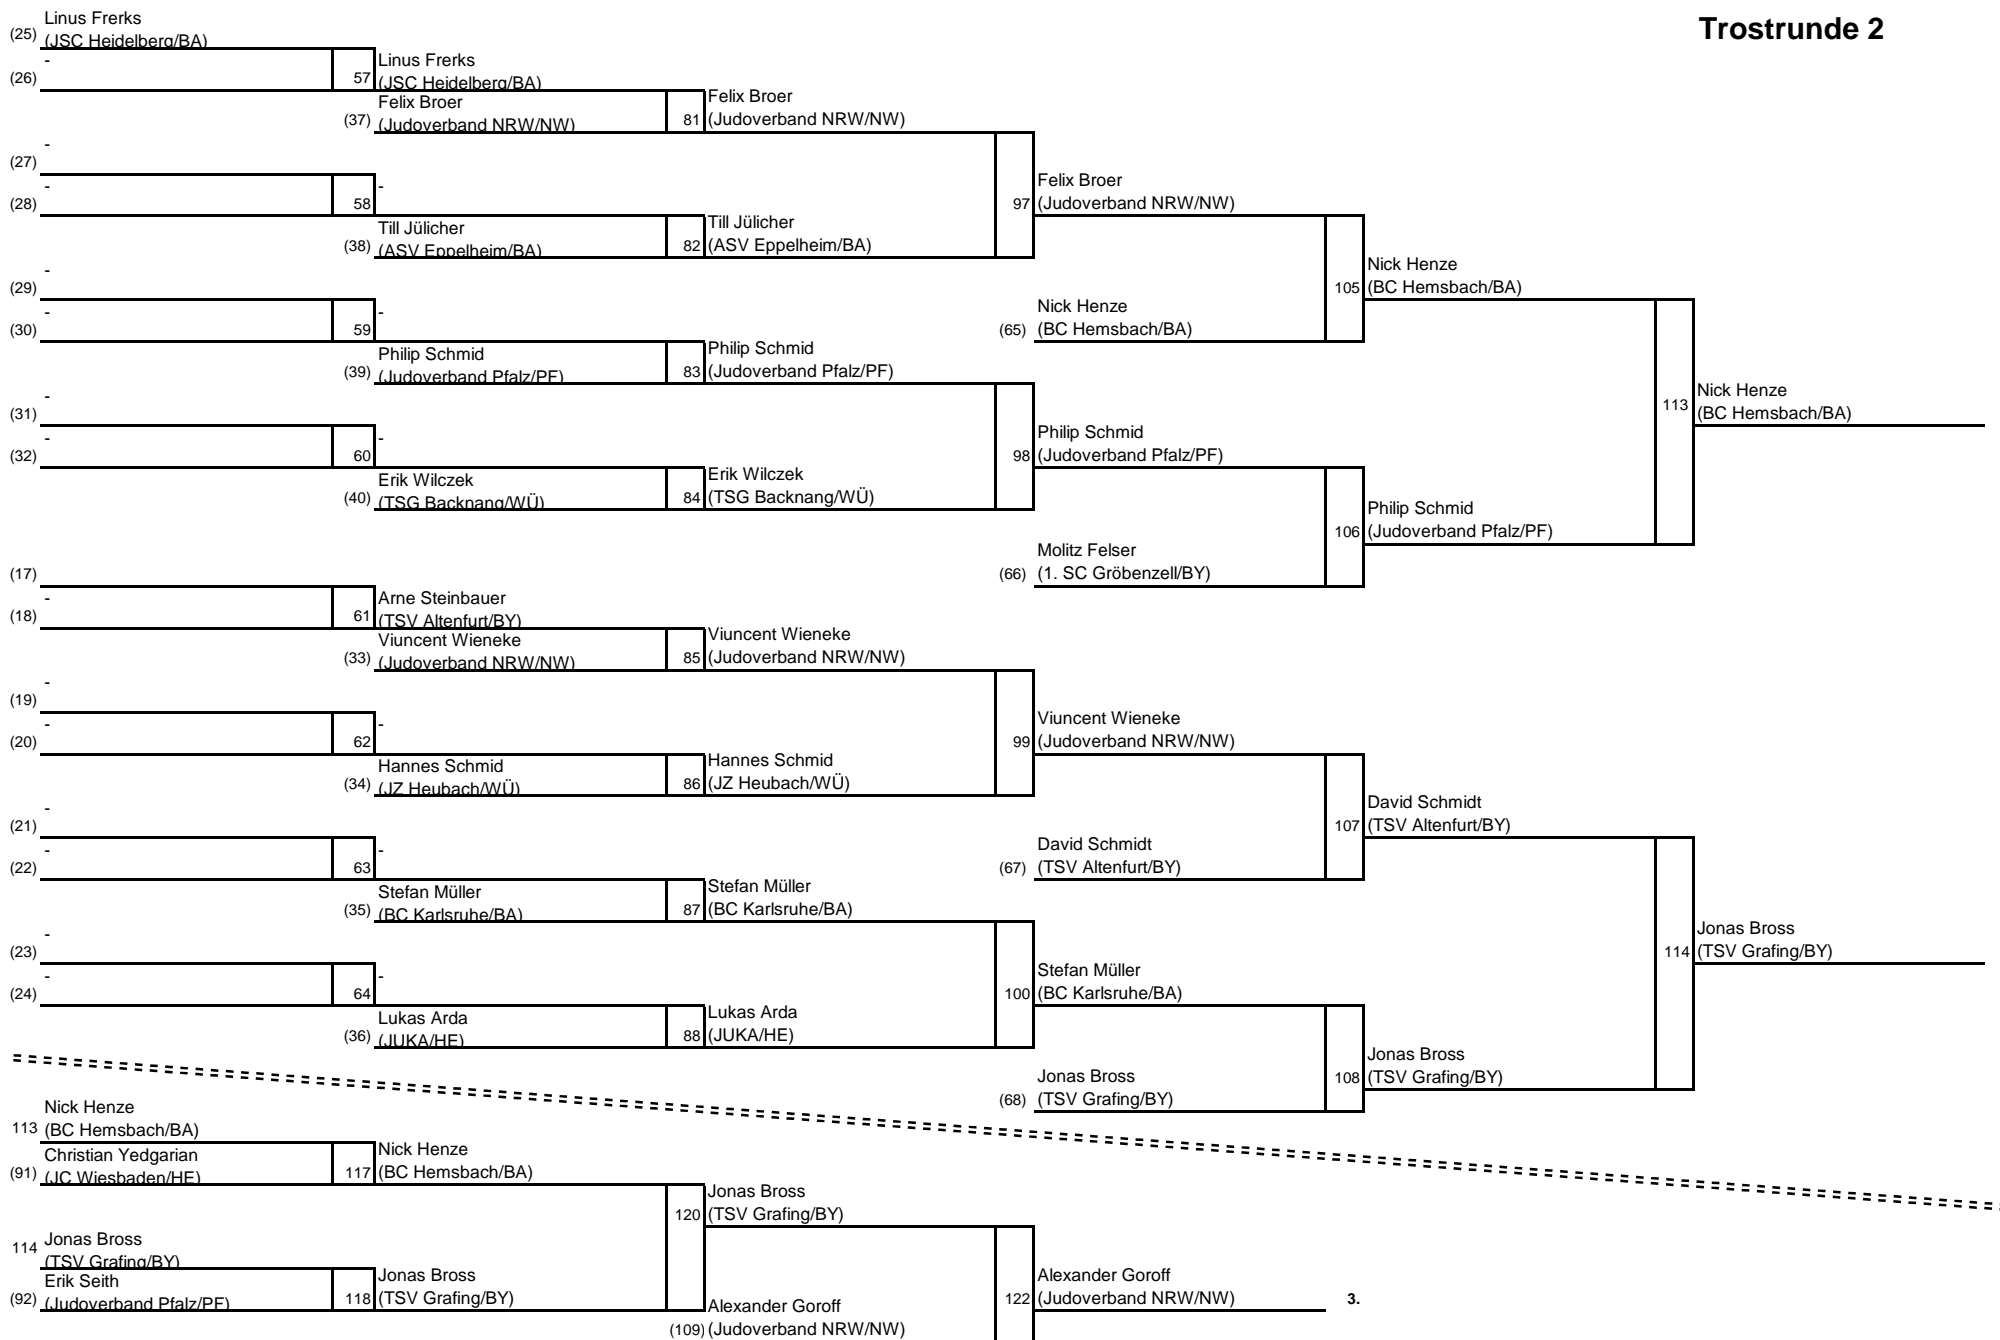 Trostrunde 2
Linus Frerks
(25) (JSC Heidelberg/BA)
-
(26)
57
Linus Frerks
(JSC Heidelberg/BA)
Felix Broer
(37) (Judoverband NRW/NW)
81
Felix Broer
(Judoverband NRW/NW)
-
(27)
-
(28)
58
-
Till Jülicher
(38) (ASV Eppelheim/BA)
82
Till Jülicher
(ASV Eppelheim/BA)
97
Felix Broer
(Judoverband NRW/NW)
-
(29)
-
(30)
59
-
Philip Schmid
(39) (Judoverband Pfalz/PF)
83
Philip Schmid
(Judoverband Pfalz/PF)
Nick Henze
(65) (BC Hemsbach/BA)
105
Nick Henze
(BC Hemsbach/BA)
-
(31)
-
(32)
60
-
Erik Wilczek
(40) (TSG Backnang/WÜ)
84
Erik Wilczek
(TSG Backnang/WÜ)
98
Philip Schmid
(Judoverband Pfalz/PF)
Molitz Felser
(66) (1. SC Gröbenzell/BY)
106
Philip Schmid
(Judoverband Pfalz/PF)
113
Nick Henze
(BC Hemsbach/BA)
(17)
-
(18)
61
Arne Steinbauer
(TSV Altenfurt/BY)
Viuncent Wieneke
(33) (Judoverband NRW/NW)
85
Viuncent Wieneke
(Judoverband NRW/NW)
-
(19)
-
(20)
62
-
Hannes Schmid
(34) (JZ Heubach/WÜ)
86
Hannes Schmid
(JZ Heubach/WÜ)
99
Viuncent Wieneke
(Judoverband NRW/NW)
-
(21)
-
(22)
63
-
Stefan Müller
(35) (BC Karlsruhe/BA)
87
Stefan Müller
(BC Karlsruhe/BA)
David Schmidt
(67) (TSV Altenfurt/BY)
107
David Schmidt
(TSV Altenfurt/BY)
-
(23)
-
(24)
64
-
Lukas Arda
(36) (JUKA/HE)
88
Lukas Arda
(JUKA/HE)
100
Stefan Müller
(BC Karlsruhe/BA)
Jonas Bross
(68) (TSV Grafing/BY)
108
Jonas Bross
(TSV Grafing/BY)
114
Jonas Bross
(TSV Grafing/BY)
Nick Henze
113 (BC Hemsbach/BA)
Christian Yedgarian
(91) (JC Wiesbaden/HE)
117
Nick Henze
(BC Hemsbach/BA)
Jonas Bross
114
(TSV Grafing/BY)
Erik Seith
(92) (Judoverband Pfalz/PF)
118
Jonas Bross
(TSV Grafing/BY)
120
Jonas Bross
(TSV Grafing/BY)
Alexander Goroff
(109) (Judoverband NRW/NW)
122
Alexander Goroff
(Judoverband NRW/NW)
3.